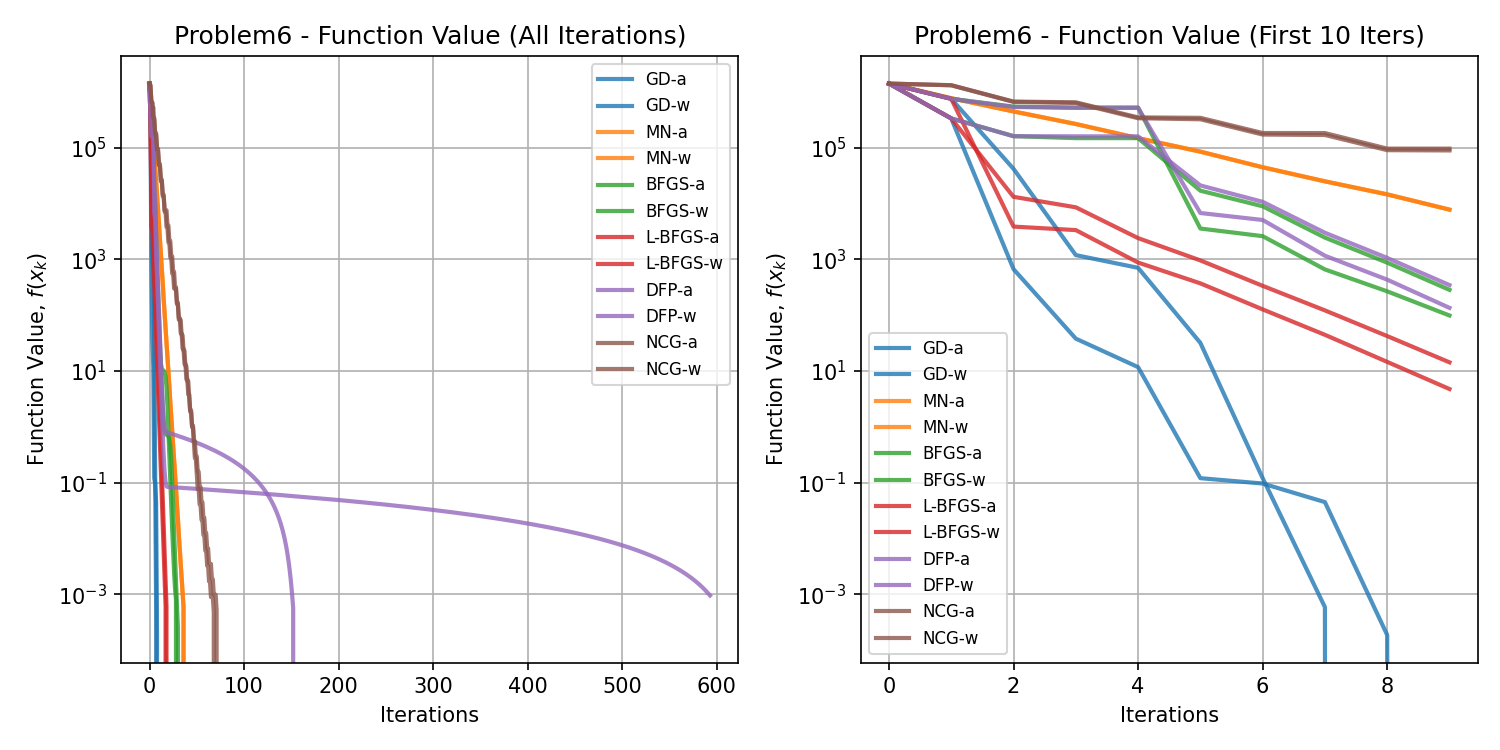 Problem6 - Function Value (All Iterations)
Function Value, f(x_k)
10^5
10^3
10^1
10^−1
10^−3
0 100 200 300 400 500 600
Iterations
GD-a
GD-w
MN-a
MN-w
BFGS-a
BFGS-w
L-BFGS-a
L-BFGS-w
DFP-a
DFP-w
NCG-a
NCG-w
Problem6 - Function Value (First 10 Iters)
Function Value, f(x_k)
10^5
10^3
10^1
10^−1
10^−3
0 2 4 6 8
Iterations
GD-a
GD-w
MN-a
MN-w
BFGS-a
BFGS-w
L-BFGS-a
L-BFGS-w
DFP-a
DFP-w
NCG-a
NCG-w